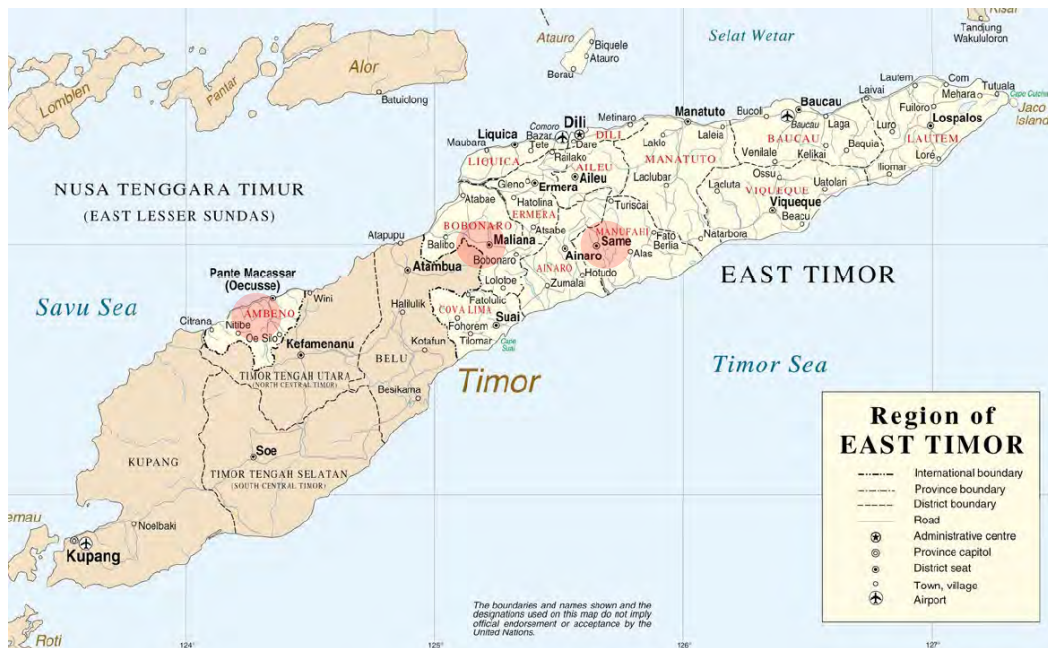 Kisar
Tandjung
Wakululoron
Atauro
Biquele
Atauro
Berau
Selat Wetar
Lomblen
Pantar
Alor
Batuiclong
Lautem
Com
Tutuala
Mehara
Jaco
Island
Laivai
Fuiloro
Lospalos
Luro
LAUTEM
Loré
Iliomar
Bucoli
Baucau
Baucau
Laga
BAUCAU
Baquia
Venilale
Kelikai
Manatuto
Laleia
Metinaro
Laklo
MANATUTO
Laclubar
Dili
Comoro
DILI
Dare
Bazar
Tete
Liquica
Maubara
LIQUICA
Railako
AILEU
Aileu
Gleno
Ermera
Hatolina
ERMERA
Atsabe
Turiscai
Ossu
VIQUEQUE
Uatolari
Lacluta
Viqueque
Beacu
Natarbora
MANUFAHI
Same
Fato
Berlia
Alas
NUSA TENGGARA TIMUR
(EAST LESSER SUNDAS)
Atabae
BOBONARO
Balibo
Maliana
Bobonaro
Ainaro
AINARO
Hotudo
Zumalai
Lolotoe
Atapupu
Atambua
EAST TIMOR
Savu Sea
Pante Macassar
(Oecusse)
Wini
AMBENO
Citrana
Nitibe
Oe Silo
Halilulik
Fatolulic
COVA LIMA
Suai
Fohorem
Tilomar
Kotafun
Kefamenanu
BELU
TIMOR TENGAH UTARA
(NORTH CENTRAL TIMOR)
Besikama
Timor
Timor Sea
Soe
KUPANG
TIMOR TENGAH SELATAN
(SOUTH CENTRAL TIMOR)
Noelbaki
Kupang
emau
Roti
Region of
EAST TIMOR
International boundary
Province boundary
District boundary
Road
Administrative centre
Province capitol
District seat
Town, village
Airport
The boundaries and names shown and the
designations used on this map do not imply
official endorsement or acceptance by the
United Nations.
124°
125°
126°
127°